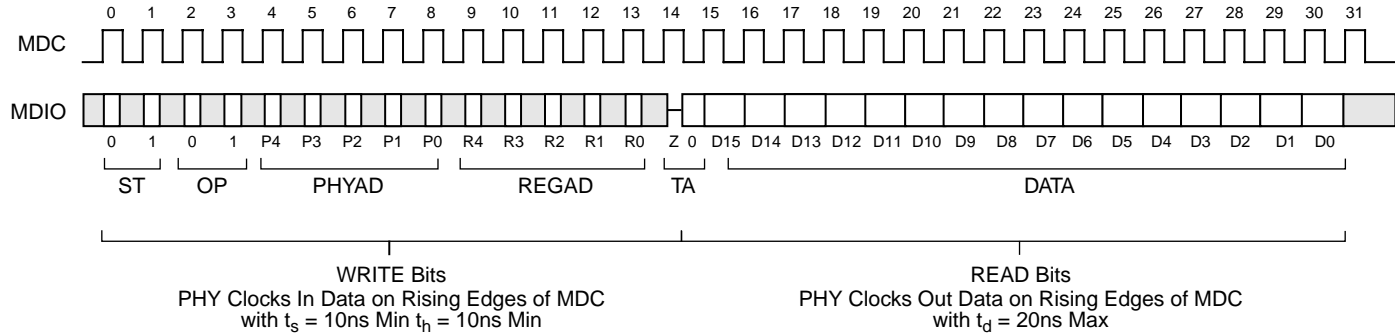 0 1 2 3 4 5 6 7 8 9 10 11 12 13 14 15 16 17 18 19 20 21 22 23 24 25 26 27 28 29 30 31
MDC
MDIO
0 1 0 1 P4 P3 P2 P1 P0 R4 R3 R2 R1 R0 Z 0 D15 D14 D13 D12 D11 D10 D9 D8 D7 D6 D5 D4 D3 D2 D1 D0
ST OP PHYAD REGAD TA DATA
WRITE Bits
PHY Clocks In Data on Rising Edges of MDC
with ts = 10ns Min th = 10ns Min
READ Bits
PHY Clocks Out Data on Rising Edges of MDC
with td = 20ns Max